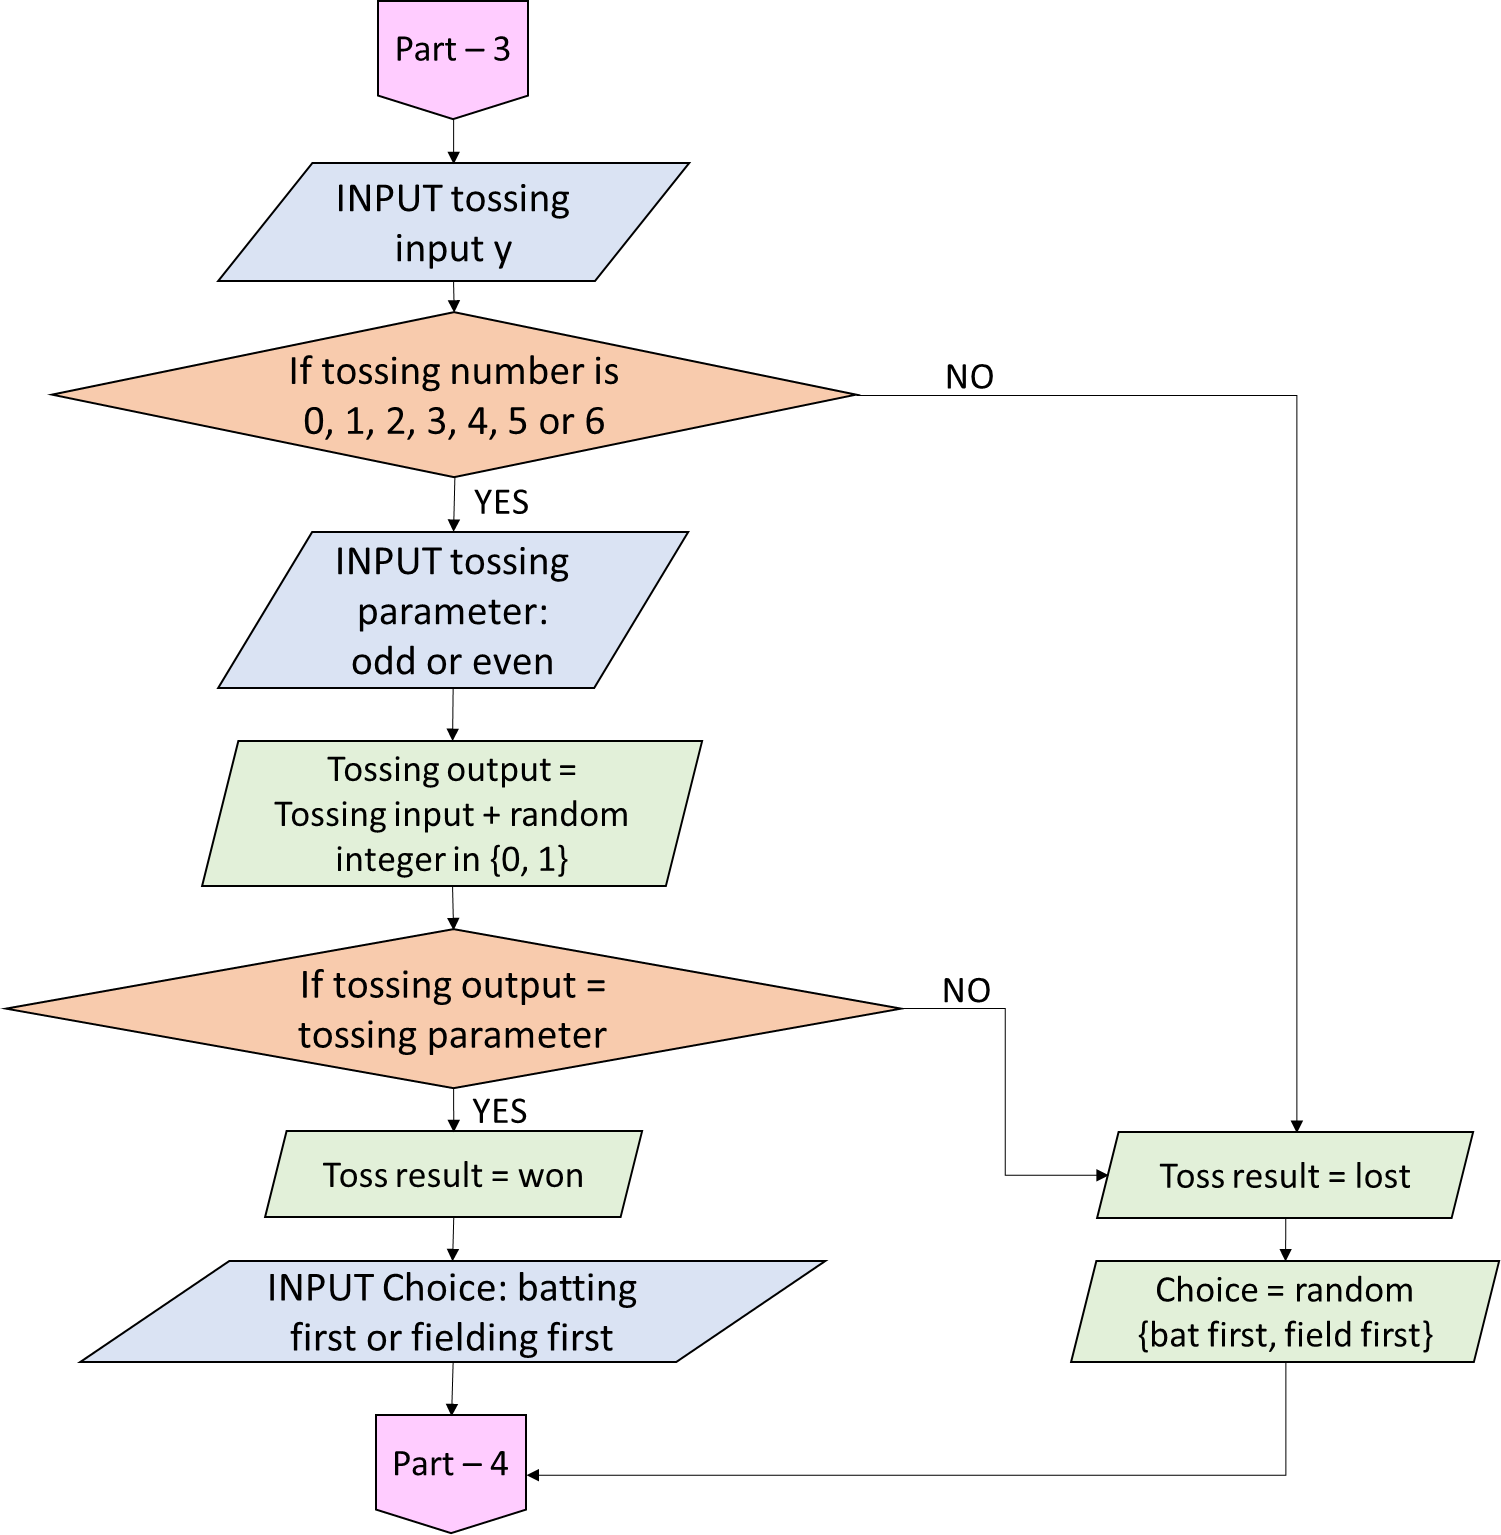 Part – 3
INPUT tossing
input y
If tossing number is
0, 1, 2, 3, 4, 5 or 6
NO
YES
INPUT tossing
parameter:
odd or even
Tossing output =
Tossing input + random
integer in {0, 1}
If tossing output =
tossing parameter
NO
YES
Toss result = won
Toss result = lost
INPUT Choice: batting
first or fielding first
Choice = random
{bat first, field first}
Part – 4